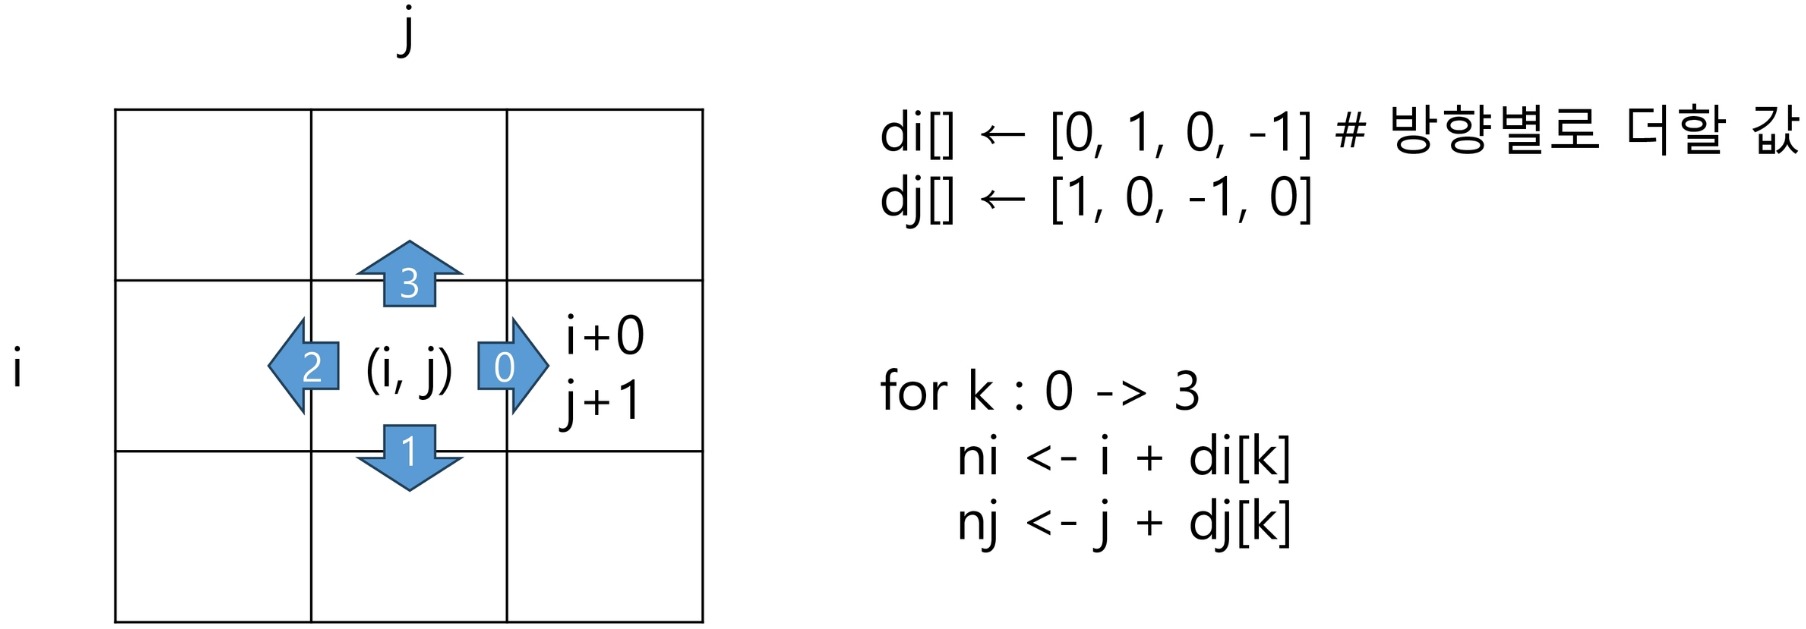 j
di[] ← [0, 1, 0, -1] # 방향별로 더할 값
dj[] ← [1, 0, -1, 0]
3
i
2
(i, j)
0
i+0
j+1
1
for k : 0 -> 3
ni <- i + di[k]
nj <- j + dj[k]